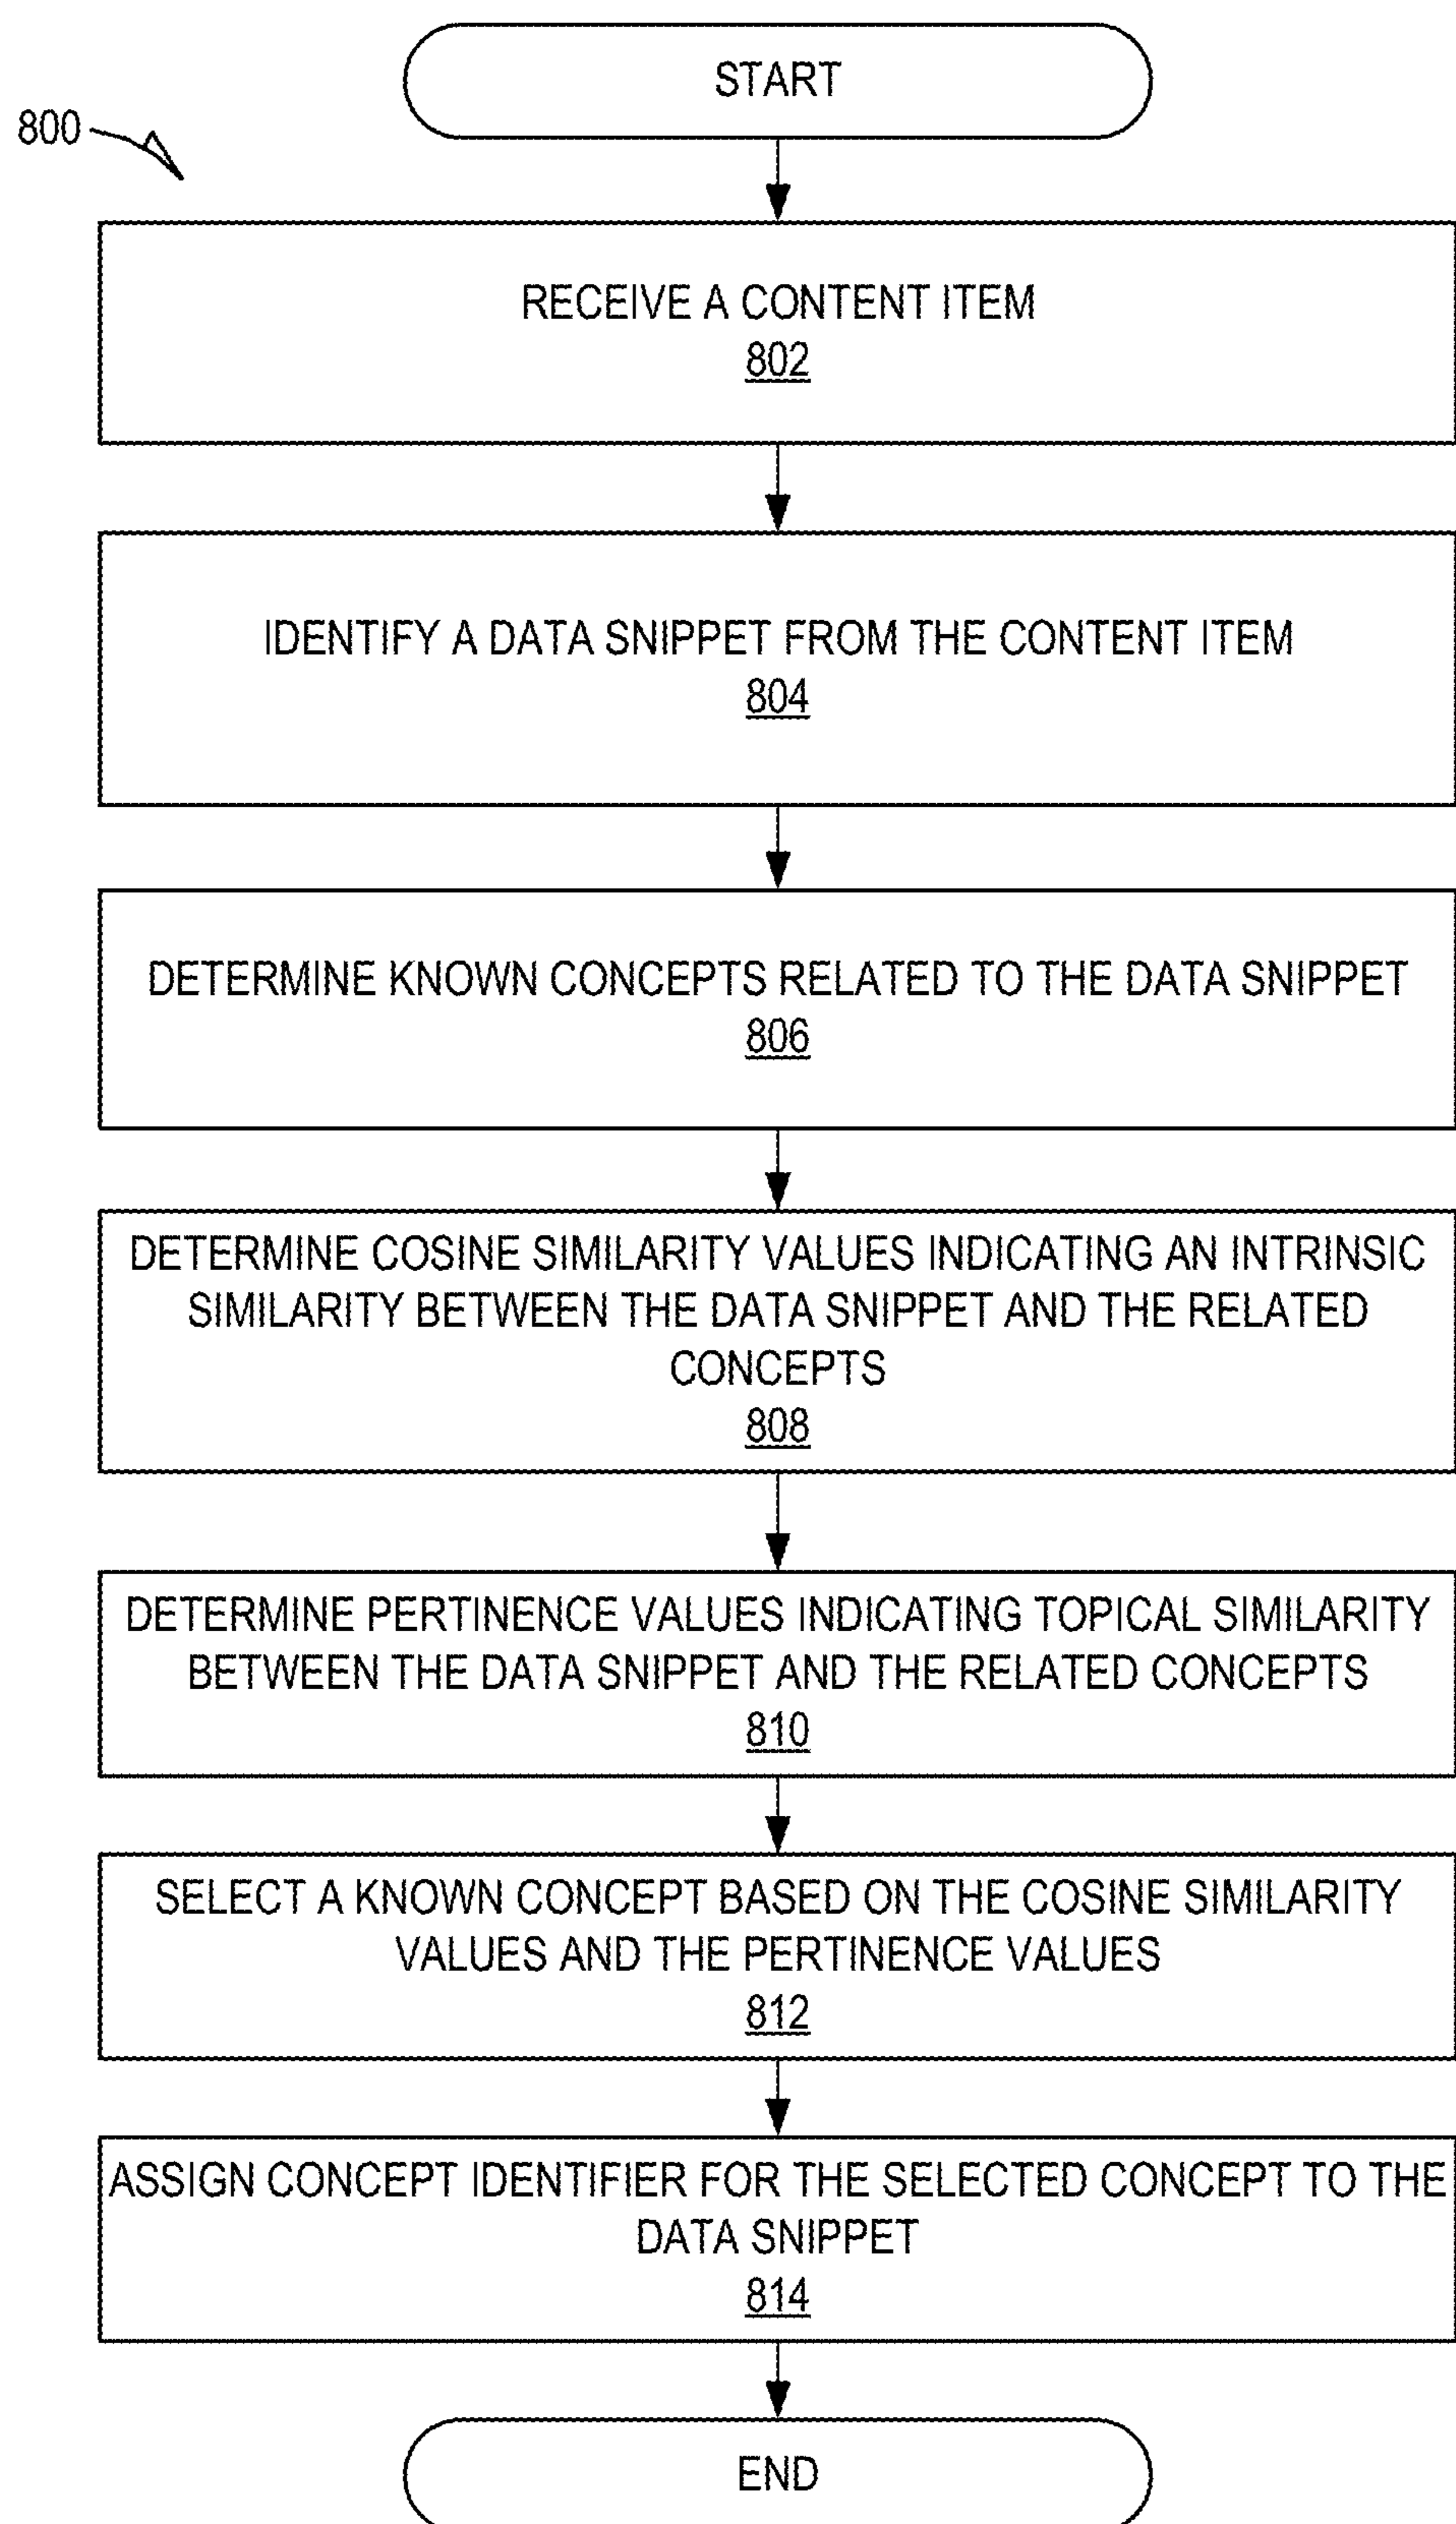 START
800
RECEIVE A CONTENT ITEM
802
IDENTIFY A DATA SNIPPET FROM THE CONTENT ITEM
804
DETERMINE KNOWN CONCEPTS RELATED TO THE DATA SNIPPET
806
DETERMINE COSINE SIMILARITY VALUES INDICATING AN INTRINSIC
SIMILARITY BETWEEN THE DATA SNIPPET AND THE RELATED
CONCEPTS
808
DETERMINE PERTINENCE VALUES INDICATING TOPICAL SIMILARITY
BETWEEN THE DATA SNIPPET AND THE RELATED CONCEPTS
810
SELECT A KNOWN CONCEPT BASED ON THE COSINE SIMILARITY
VALUES AND THE PERTINENCE VALUES
812
ASSIGN CONCEPT IDENTIFIER FOR THE SELECTED CONCEPT TO THE
DATA SNIPPET
814
END